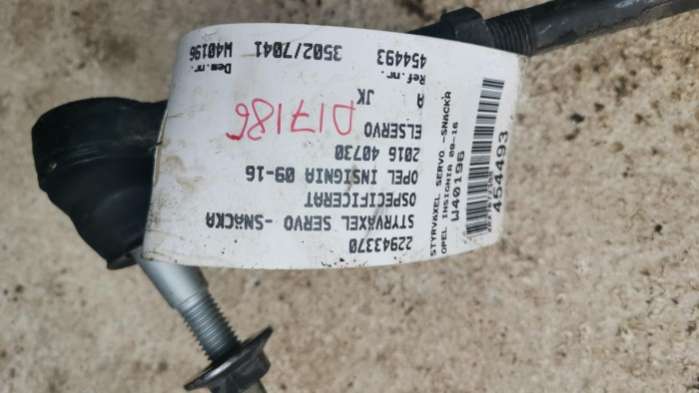 22943370
STYRVÄXEL SERVO -SNÄCKA
OSPECIFICERAT
OPEL INSIGNIA 09-16
2016 40730
ELSERVO
A JK
Ref.nr. Dem.nr.
454493 3502/7041 W40196
D17186
STYRVÄXEL SERVO -SNÄCKA
OPEL INSIGNIA 09-16
W40196
454493